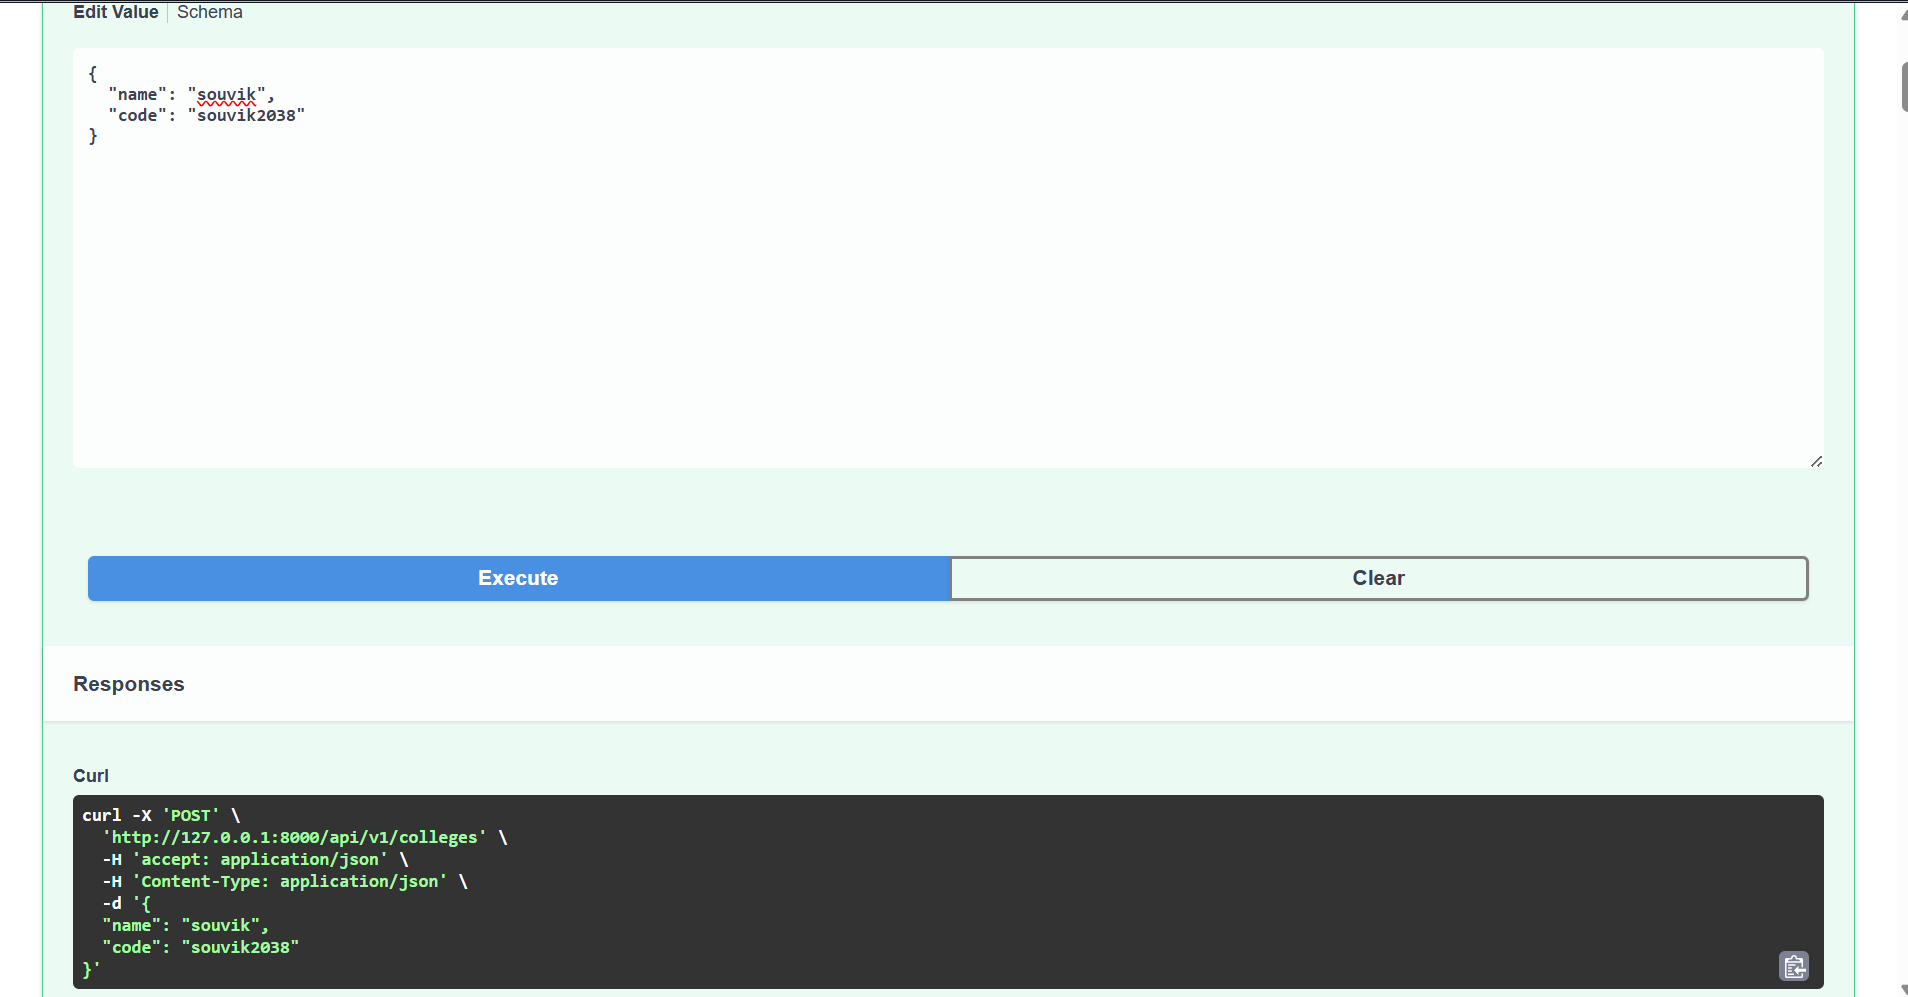 Edit Value | Schema
{
  "name": "souvik",
  "code": "souvik2038"
}
Execute
Clear
Responses
Curl
curl -X 'POST' \
  'http://127.0.0.1:8000/api/v1/colleges' \
  -H 'accept: application/json' \
  -H 'Content-Type: application/json' \
  -d '{
  "name": "souvik",
  "code": "souvik2038"
}'